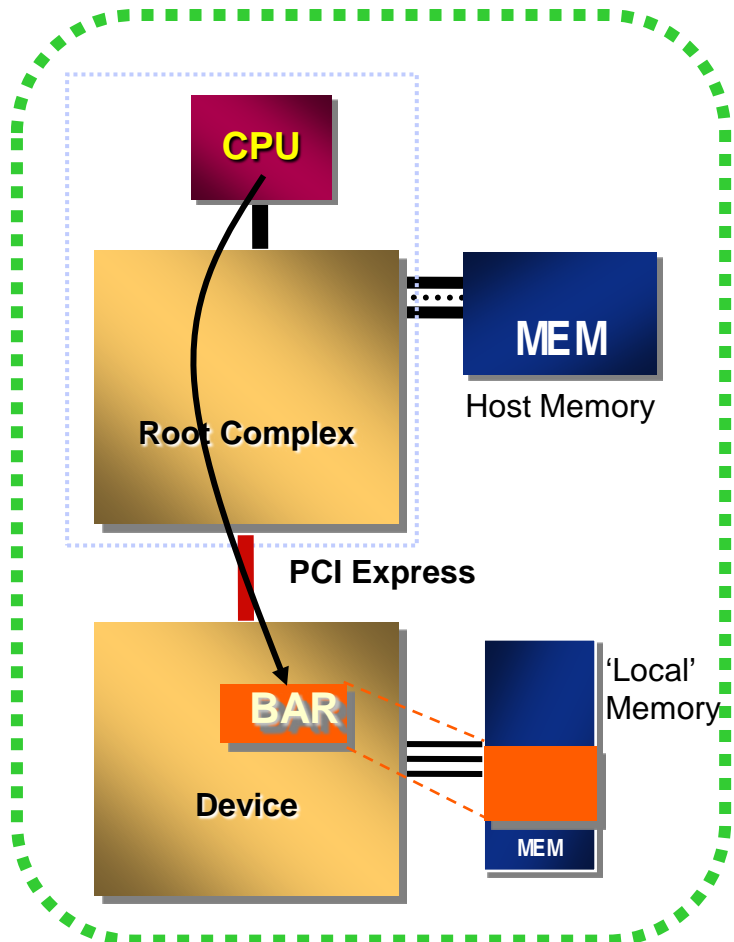 CPU
MEM
Host Memory
Root Complex
PCI Express
BAR
'Local'
Memory
Device
MEM